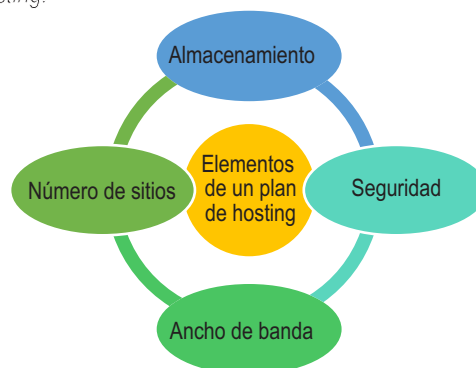 Almacenamiento
Elementos
de un plan
de hosting
Número de sitios
Seguridad
Ancho de banda